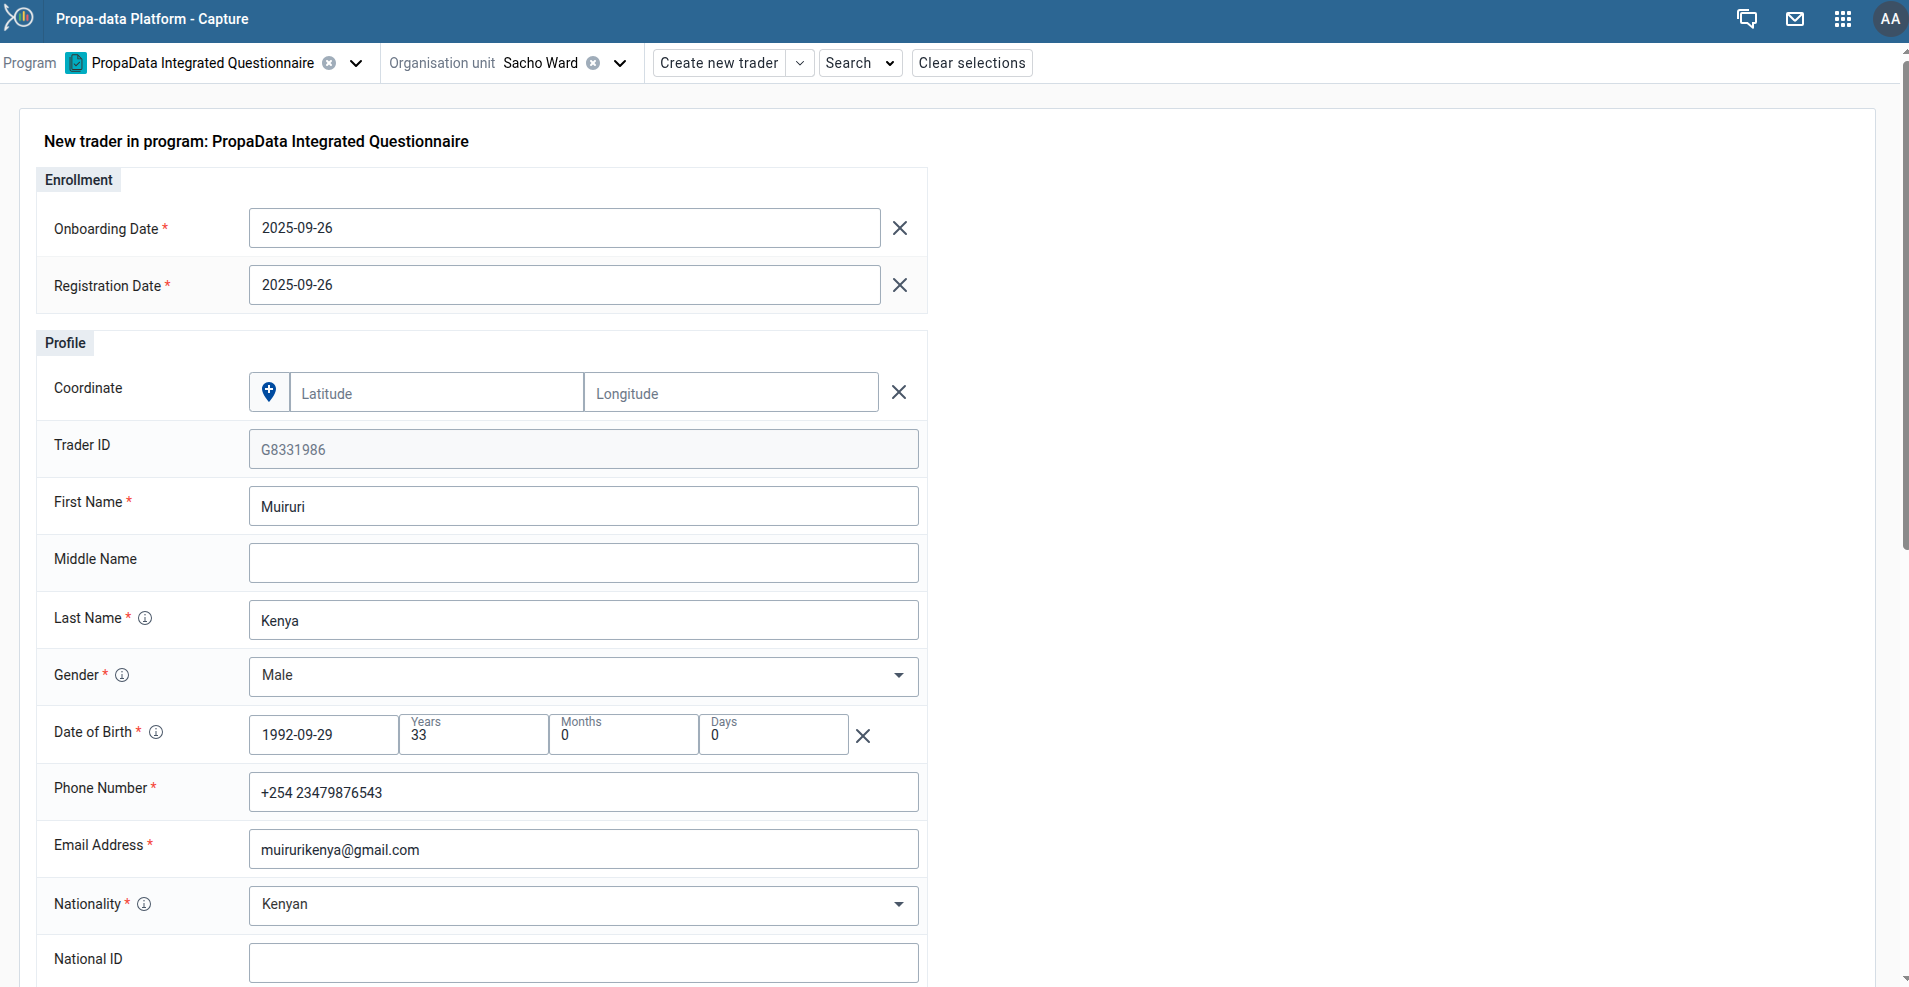 Propa-data Platform - Capture
AA
Program PropaData Integrated Questionnaire Organisation unit Sacho Ward Create new trader Search Clear selections
New trader in program: PropaData Integrated Questionnaire
Enrollment
Onboarding Date * 2025-09-26
Registration Date * 2025-09-26
Profile
Coordinate Latitude Longitude
Trader ID G8331986
First Name * Muiruri
Middle Name
Last Name * Kenya
Gender * Male
Date of Birth * 1992-09-29 Years 33 Months 0 Days 0
Phone Number * +254 23479876543
Email Address * muirurikenya@gmail.com
Nationality * Kenyan
National ID